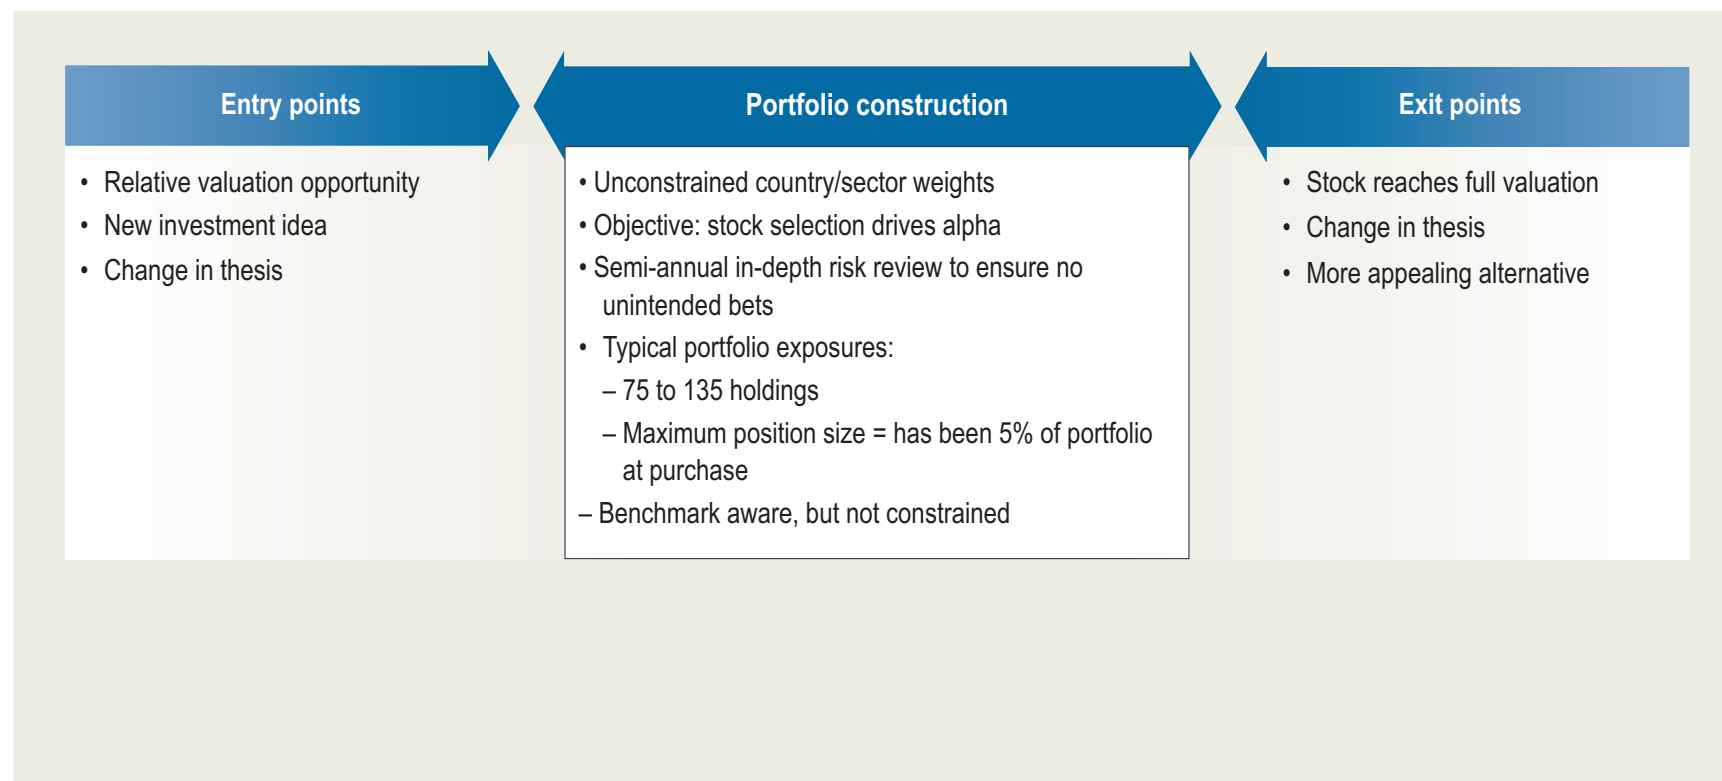 Entry points
• Relative valuation opportunity
• New investment idea
• Change in thesis
Portfolio construction
• Unconstrained country/sector weights
• Objective: stock selection drives alpha
• Semi-annual in-depth risk review to ensure no
unintended bets
• Typical portfolio exposures:
– 75 to 135 holdings
– Maximum position size = has been 5% of portfolio
at purchase
– Benchmark aware, but not constrained
Exit points
• Stock reaches full valuation
• Change in thesis
• More appealing alternative